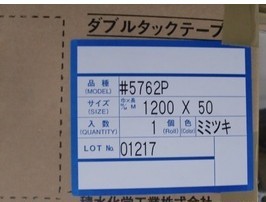 ダブルタックテープ
品種 (MODEL) #5762P
サイズ (SIZE) 巾×長 m/m M 1200 X 50
入数 (QUANTITY) 1 個 (Roll) 色 (Color) ミミツキ
LOT No. 01217
積水化学工業株式会社